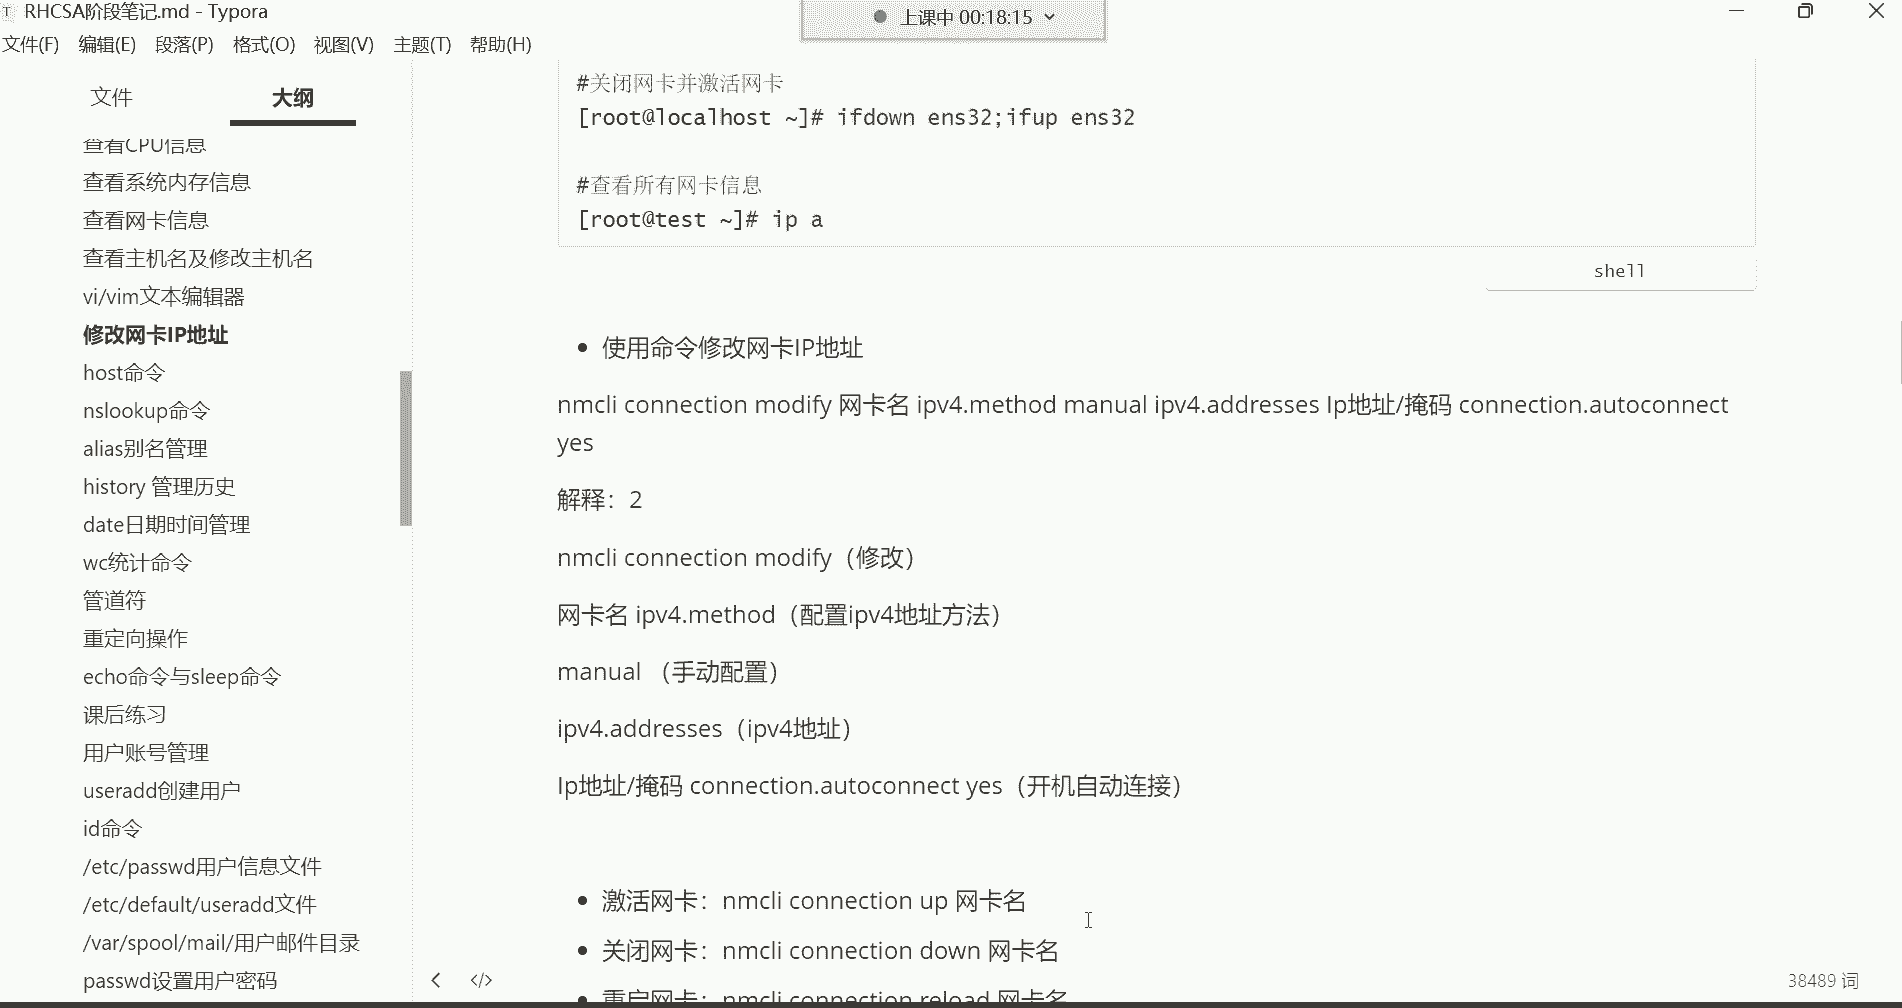 RHCSA阶段笔记.md - Typora
上课中 00:18:15
文件(F) 编辑(E) 段落(P) 格式(O) 视图(V) 主题(T) 帮助(H)
文件 大纲
查看CPU信息
查看系统内存信息
查看网卡信息
查看主机名及修改主机名
vi/vim文本编辑器
修改网卡IP地址
host命令
nslookup命令
alias别名管理
history 管理历史
date日期时间管理
wc统计命令
管道符
重定向操作
echo命令与sleep命令
课后练习
用户账号管理
useradd创建用户
id命令
/etc/passwd用户信息文件
/etc/default/useradd文件
/var/spool/mail/用户邮件目录
passwd设置用户密码
#关闭网卡并激活网卡
[root@localhost ~]# ifdown ens32;ifup ens32
#查看所有网卡信息
[root@test ~]# ip a
shell
使用命令修改网卡IP地址
nmcli connection modify 网卡名 ipv4.method manual ipv4.addresses Ip地址/掩码 connection.autoconnect
yes
解释：2
nmcli connection modify（修改）
网卡名 ipv4.method（配置ipv4地址方法）
manual （手动配置）
ipv4.addresses（ipv4地址）
Ip地址/掩码 connection.autoconnect yes（开机自动连接）
激活网卡：nmcli connection up 网卡名
关闭网卡：nmcli connection down 网卡名
重启网卡：nmcli connection reload 网卡名
38489 词